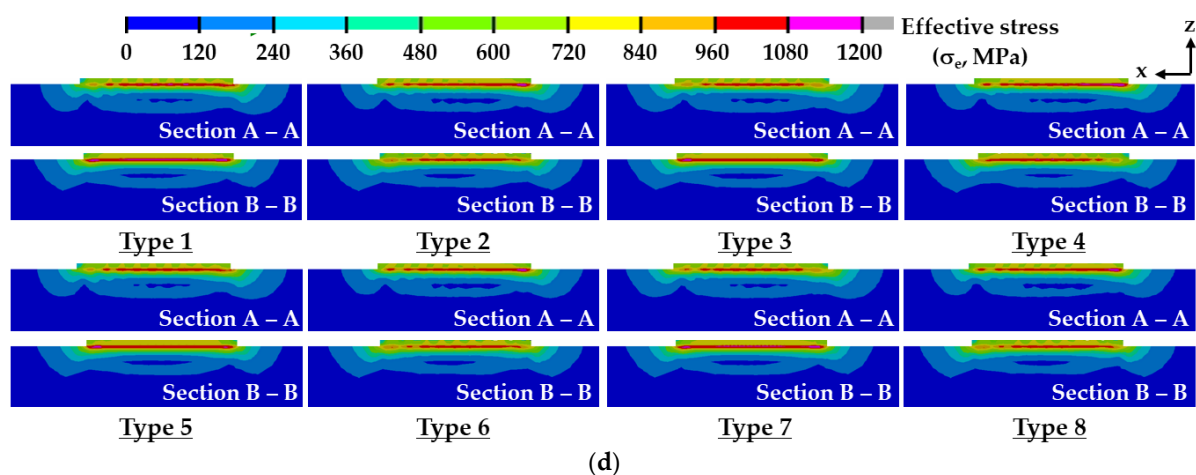 Effective stress
0 120 240 360 480 600 720 840 960 1080 1200 (σe, MPa)
z
x
Section A – A Section A – A Section A – A Section A – A
Section B – B Section B – B Section B – B Section B – B
Type 1 Type 2 Type 3 Type 4
Section A – A Section A – A Section A – A Section A – A
Section B – B Section B – B Section B – B Section B – B
Type 5 Type 6 Type 7 Type 8
(d)